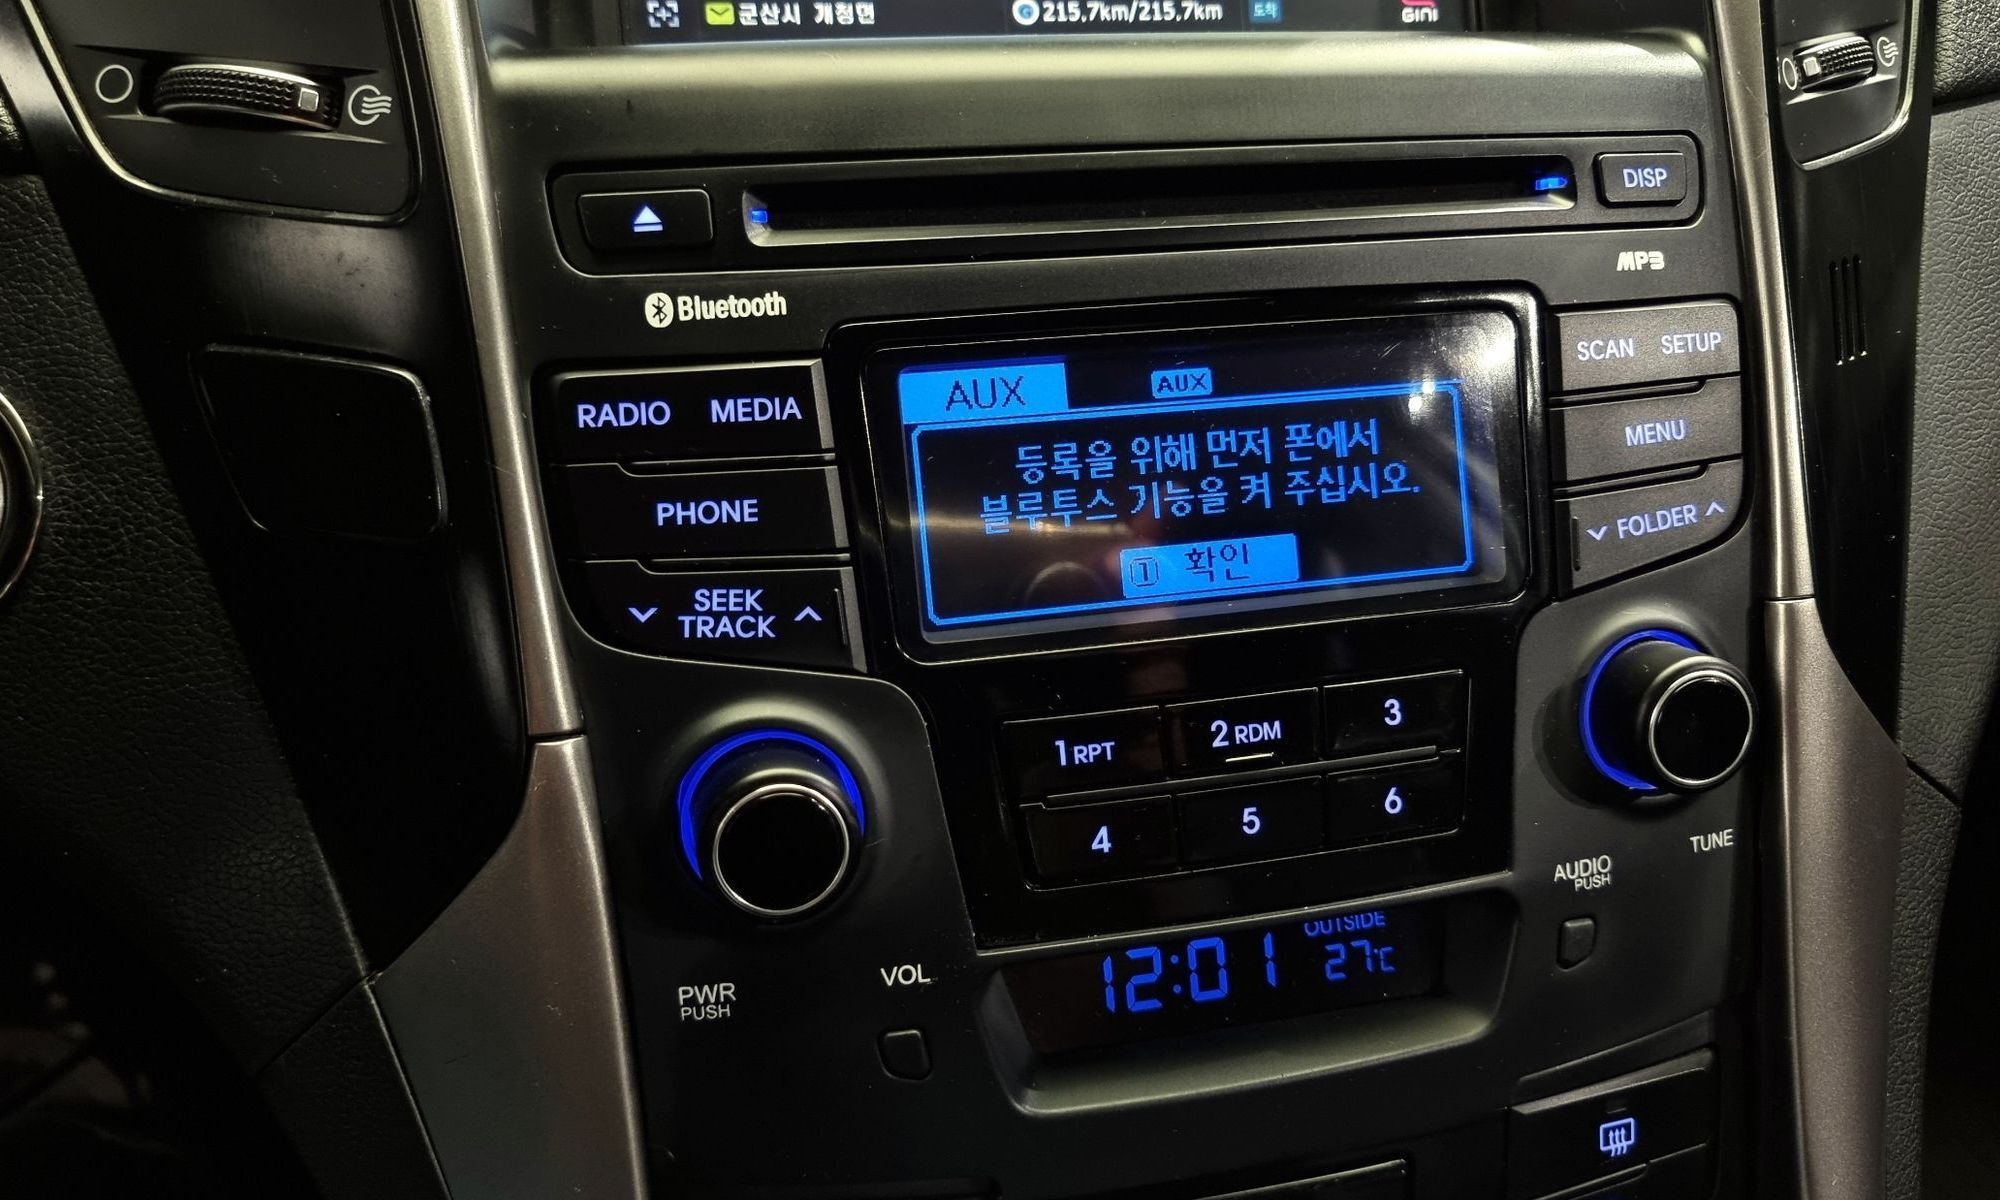 군산시 개정면
215.7km/215.7km
도착
GINI
DISP
MP3
Bluetooth
RADIO MEDIA
PHONE
SEEK
TRACK
AUX
AUX
등록을 위해 먼저 폰에서
블루투스 기능을 켜 주십시오.
1 확인
SCAN SETUP
MENU
FOLDER
1 RPT
2 RDM
3
4
5
6
PWR
PUSH
VOL
12:01
OUTSIDE
27℃
AUDIO
PUSH
TUNE